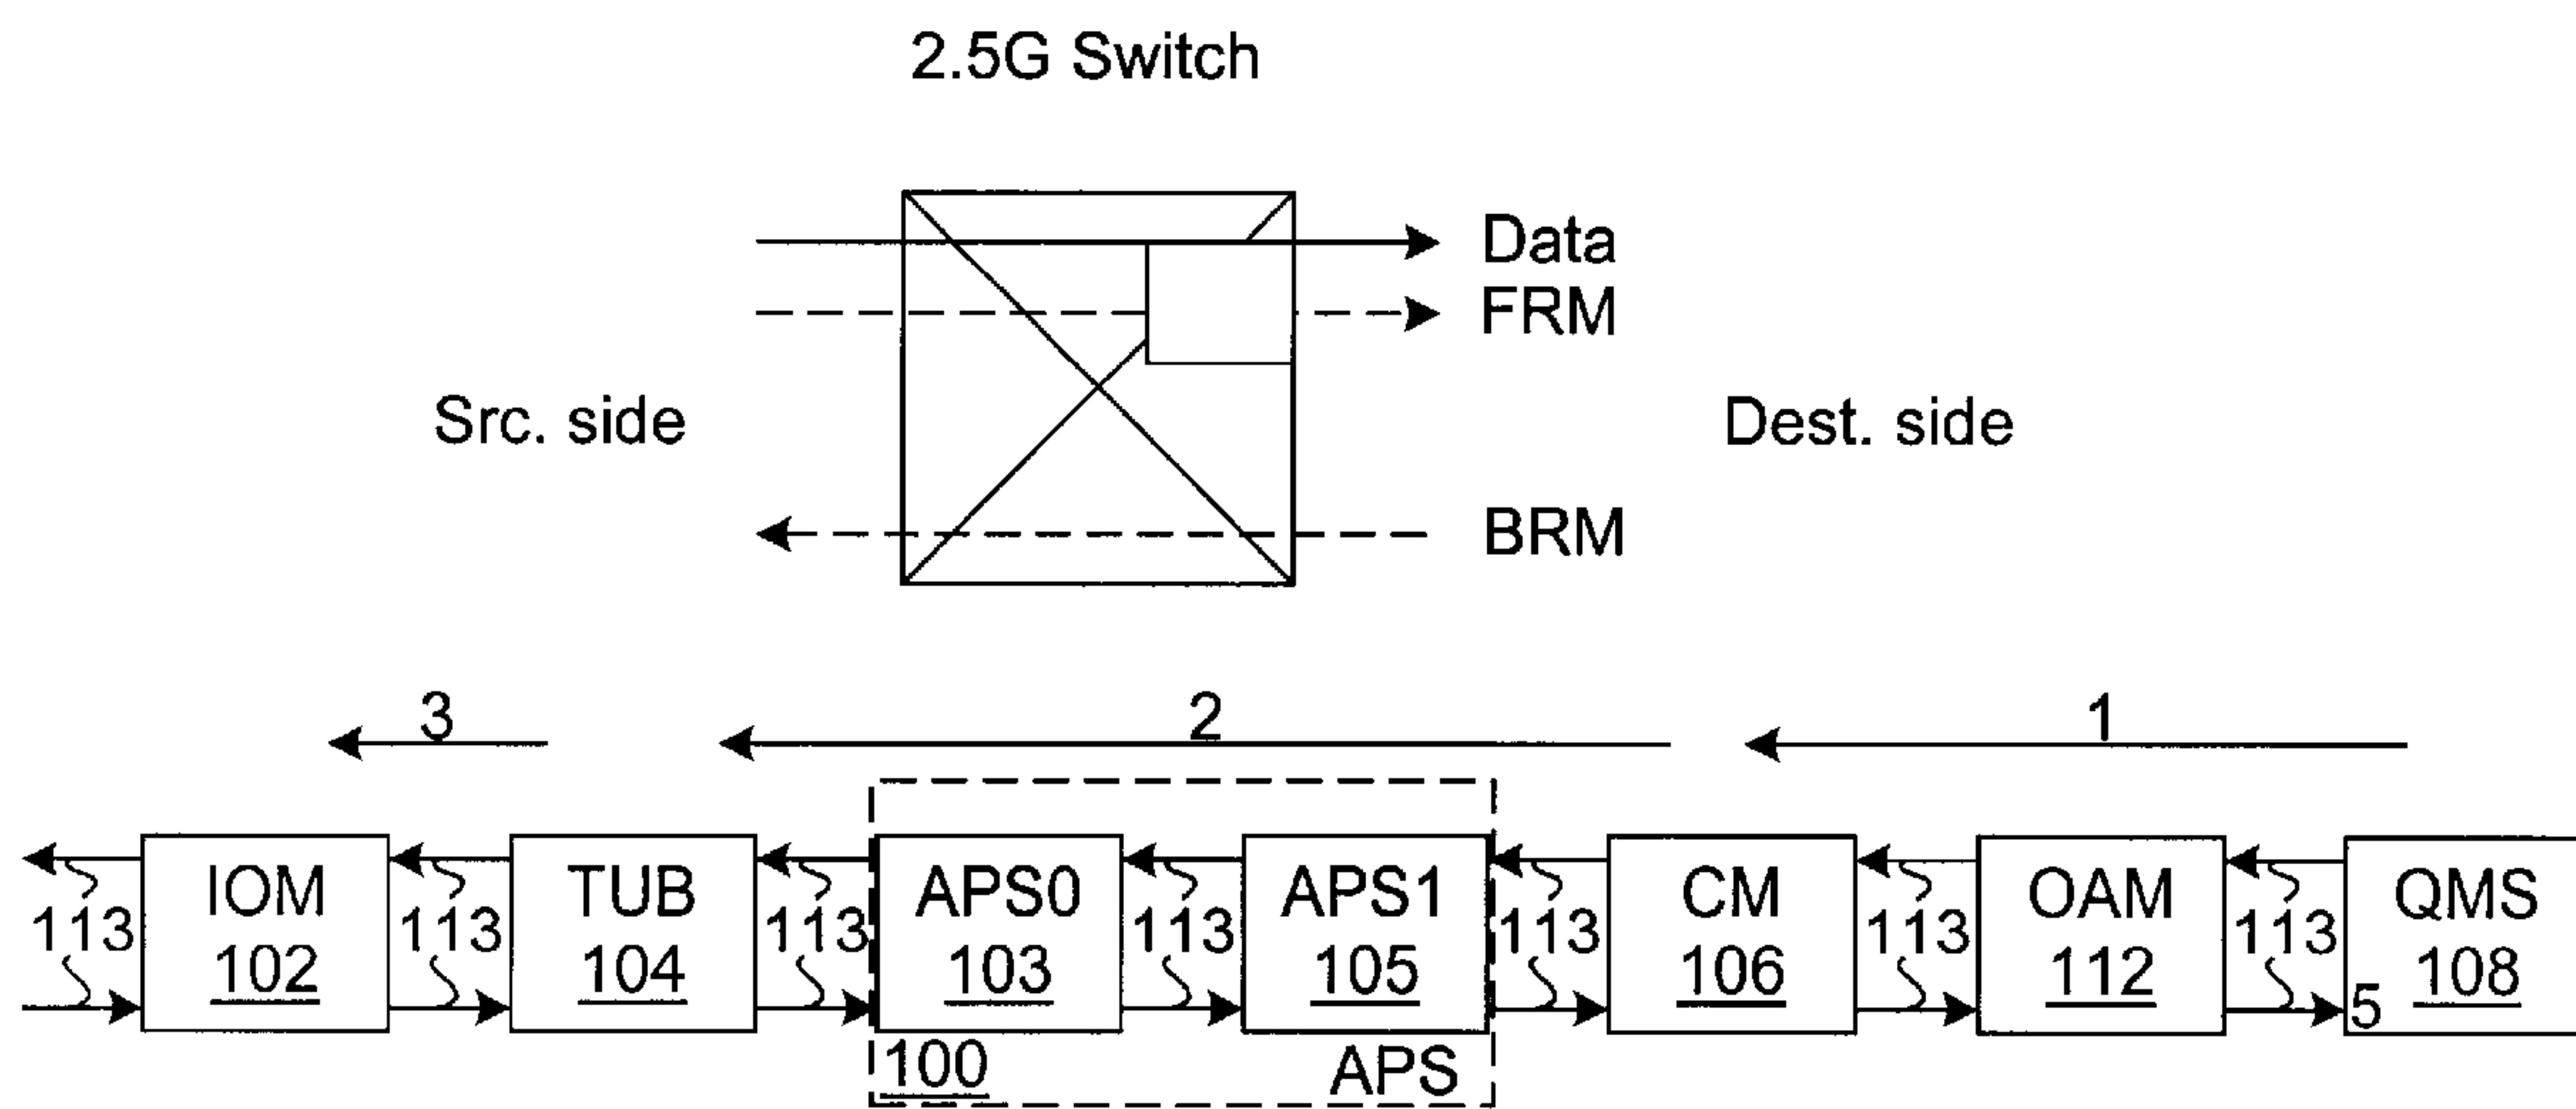 2.5G Switch
Data
FRM
Src. side
Dest. side
BRM
3
2
1
IOM
102
TUB
104
APS0
103
APS1
105
CM
106
OAM
112
QMS
108
113
113
113
113
113
113
113
5
100
APS